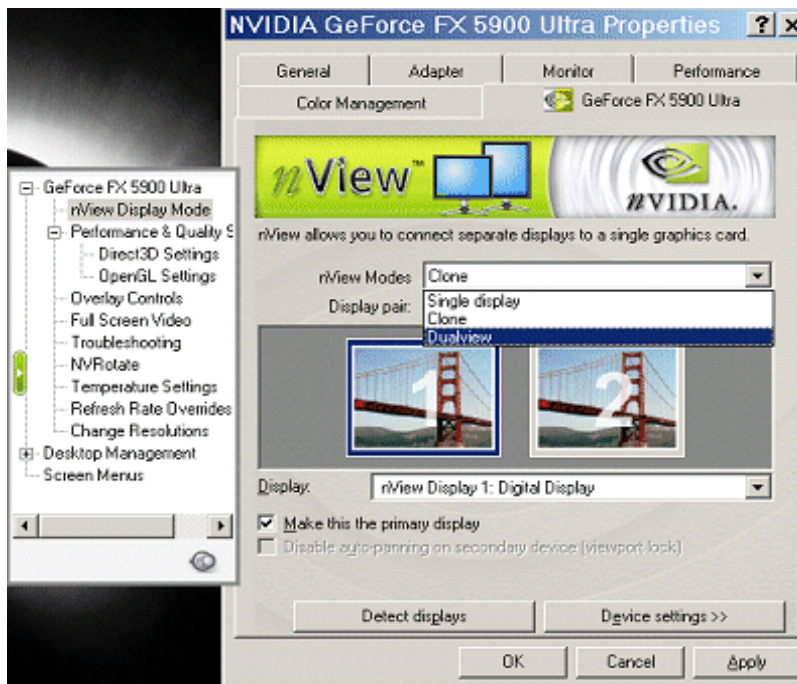 NVIDIA GeForce FX 5900 Ultra Properties
General Adapter Monitor Performance
Color Management GeForce FX 5900 Ultra
nView™ nVIDIA.
nView allows you to connect separate displays to a single graphics card.
nView Modes Clone
Display pair: Single display
Clone
Dualview
1 2
Display: nView Display 1: Digital Display
Make this the primary display
Disable auto-panning on secondary device (viewport lock)
Detect displays Device settings >>
OK Cancel Apply
GeForce FX 5900 Ultra
nView Display Mode
Performance & Quality S
Direct3D Settings
OpenGL Settings
Overlay Controls
Full Screen Video
Troubleshooting
NVRotate
Temperature Settings
Refresh Rate Overrides
Change Resolutions
Desktop Management
Screen Menus